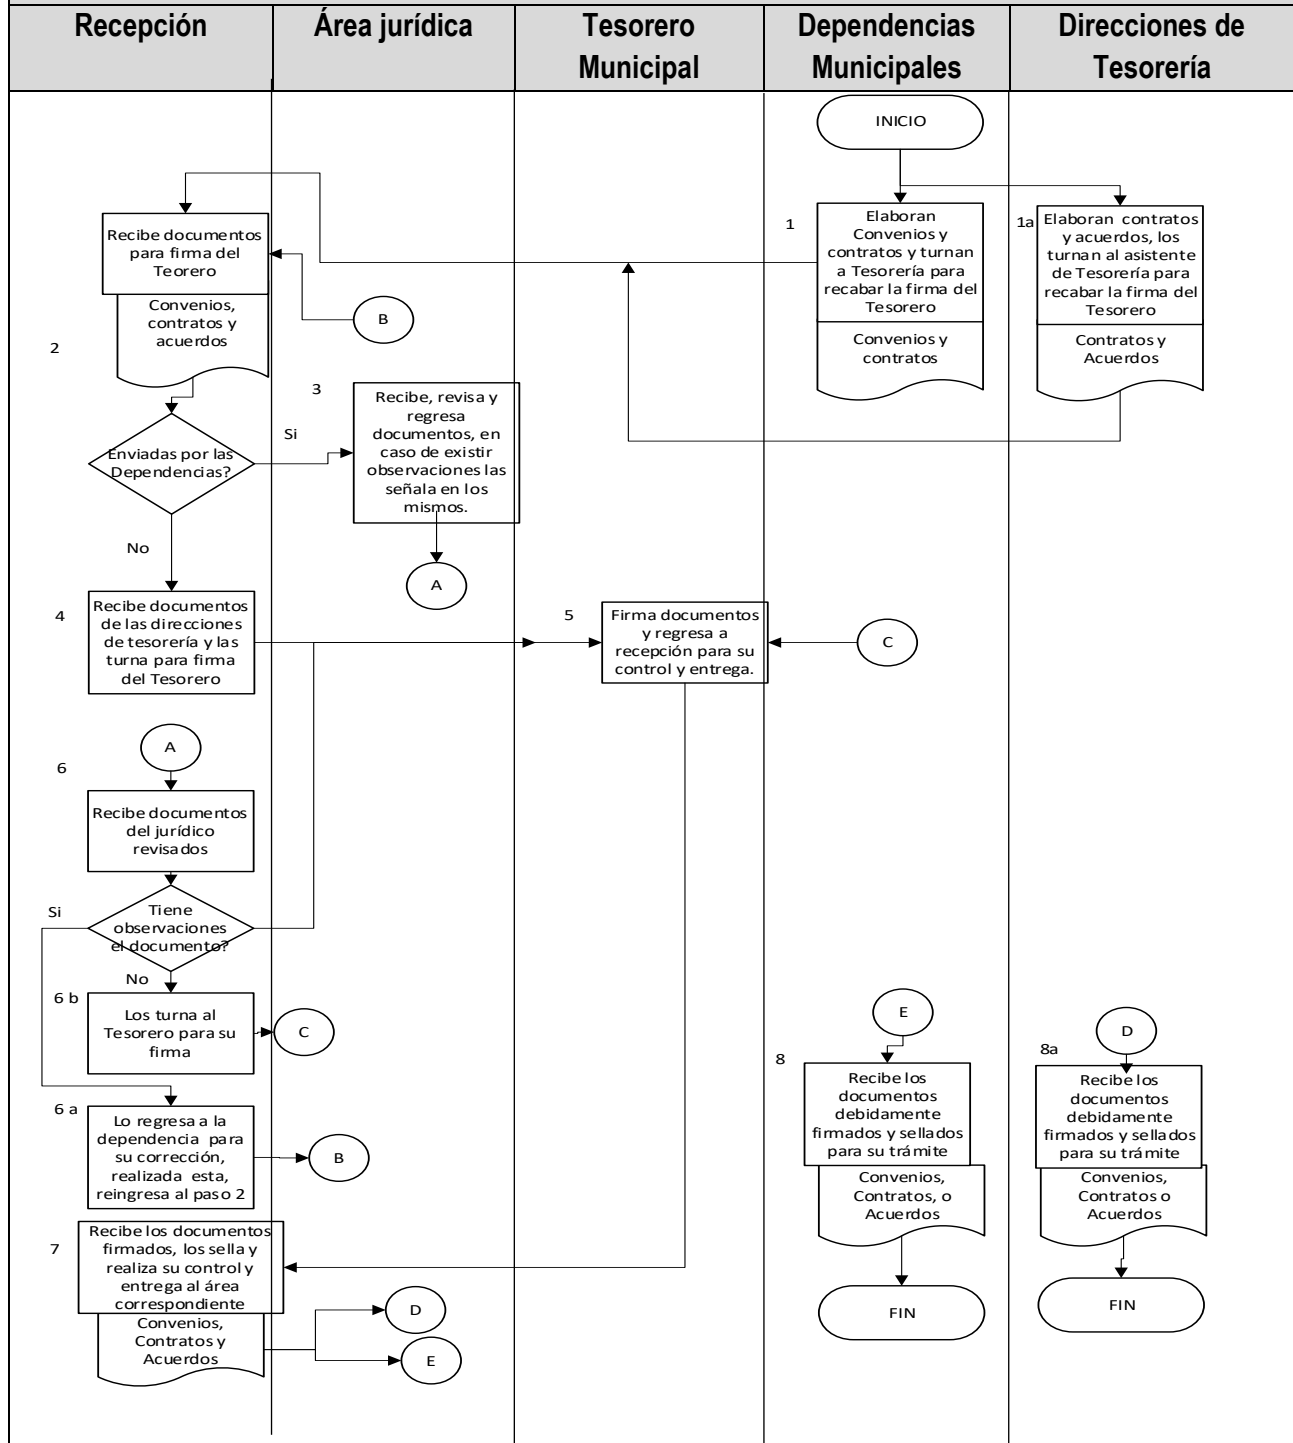 Recepción
Área jurídica
Tesorero
Municipal
Dependencias
Municipales
Direcciones de
Tesorería
INICIO
1
Elaboran
Convenios y
contratos y turnan
a Tesorería para
recabar la firma del
Tesorero
Convenios y
contratos
1a
Elaboran contratos
y acuerdos, los
turnan al asistente
de Tesorería para
recabar la firma del
Tesorero
Contratos y
Acuerdos
Recibe documentos
para firma del
Teorero
Convenios,
contratos y
acuerdos
2
B
3
Recibe, revisa y
regresa
documentos, en
caso de existir
observaciones las
señala en los
mismos.
Si
Enviadas por las
Dependencias?
No
A
4
Recibe documentos
de las direcciones
de tesorería y las
turna para firma
del Tesorero
5
Firma documentos
y regresa a
recepción para su
control y entrega.
C
A
6
Recibe documentos
del jurídico
revisados
Si
Tiene
observaciones
el documento?
No
6 b
Los turna al
Tesorero para su
firma
C
6 a
Lo regresa a la
dependencia para
su corrección,
realizada esta,
reingresa al paso 2
B
7
Recibe los documentos
firmados, los sella y
realiza su control y
entrega al área
correspondiente
Convenios,
Contratos y
Acuerdos
D
E
E
8
Recibe los
documentos
debidamente
firmados y sellados
para su trámite
Convenios,
Contratos, o
Acuerdos
FIN
D
8a
Recibe los
documentos
debidamente
firmados y sellados
para su trámite
Convenios,
Contratos o
Acuerdos
FIN